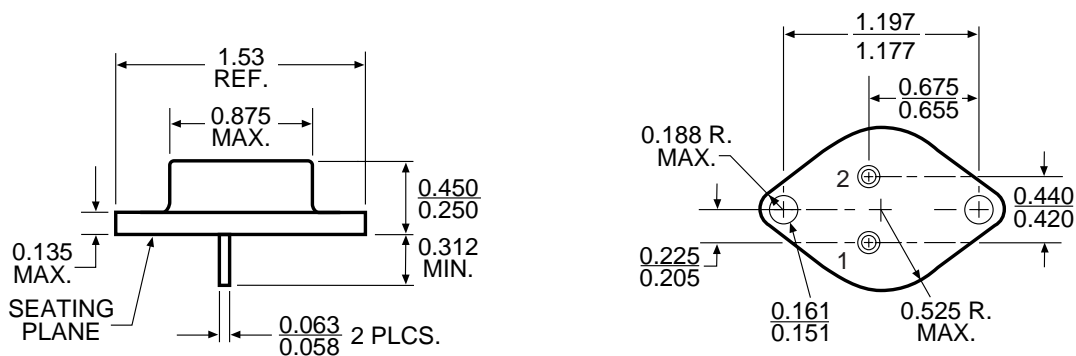 1.53
REF.
0.875
MAX.
0.135
MAX.
SEATING
PLANE
0.450
0.250
0.312
MIN.
0.063
0.058
2 PLCS.
1.197
1.177
0.675
0.655
0.188 R.
MAX.
2
0.440
0.420
0.225
0.205
1
0.161
0.151
0.525 R.
MAX.